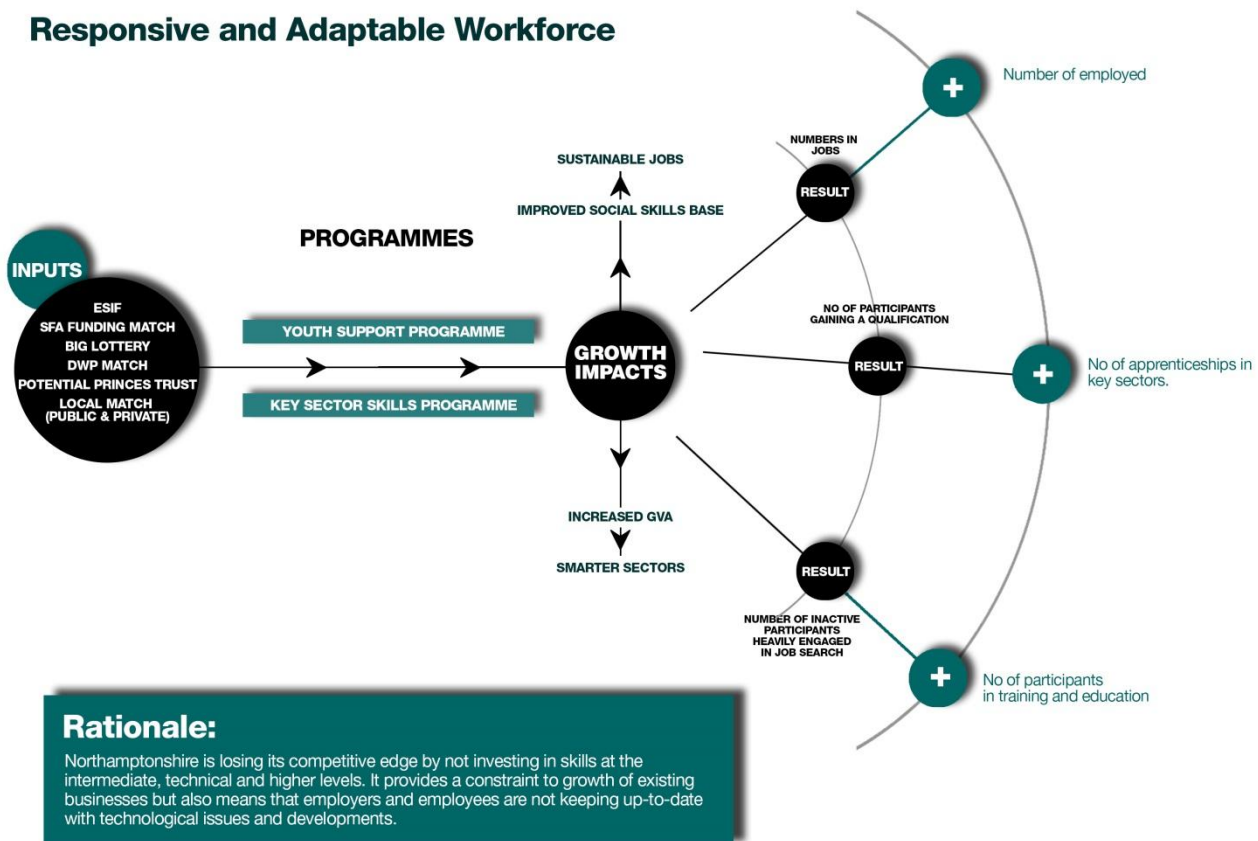 Responsive and Adaptable Workforce
INPUTS
ESIF
SFA FUNDING MATCH
BIG LOTTERY
DWP MATCH
POTENTIAL PRINCES TRUST
LOCAL MATCH
(PUBLIC & PRIVATE)
PROGRAMMES
YOUTH SUPPORT PROGRAMME
KEY SECTOR SKILLS PROGRAMME
SUSTAINABLE JOBS
IMPROVED SOCIAL SKILLS BASE
GROWTH
IMPACTS
INCREASED GVA
SMARTER SECTORS
NUMBERS IN
JOBS
RESULT
+
Number of employed
NO OF PARTICIPANTS
GAINING A QUALIFICATION
RESULT
+
No of apprenticeships in
key sectors.
RESULT
NUMBER OF INACTIVE
PARTICIPANTS
HEAVILY ENGAGED
IN JOB SEARCH
+
No of participants
in training and education
Rationale:
Northamptonshire is losing its competitive edge by not investing in skills at the
intermediate, technical and higher levels. It provides a constraint to growth of existing
businesses but also means that employers and employees are not keeping up-to-date
with technological issues and developments.